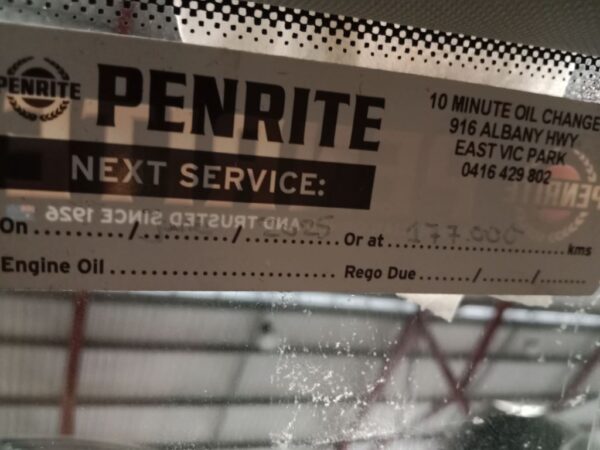 PENRITE
PENRITE
10 MINUTE OIL CHANGE
916 ALBANY HWY
EAST VIC PARK
0416 429 802
NEXT SERVICE:
AND TRUSTED SINCE 1926
On ......../............/........ Or at ........177.000........ kms
Engine Oil ................................ Rego Due ....../....../.......
PENRITE